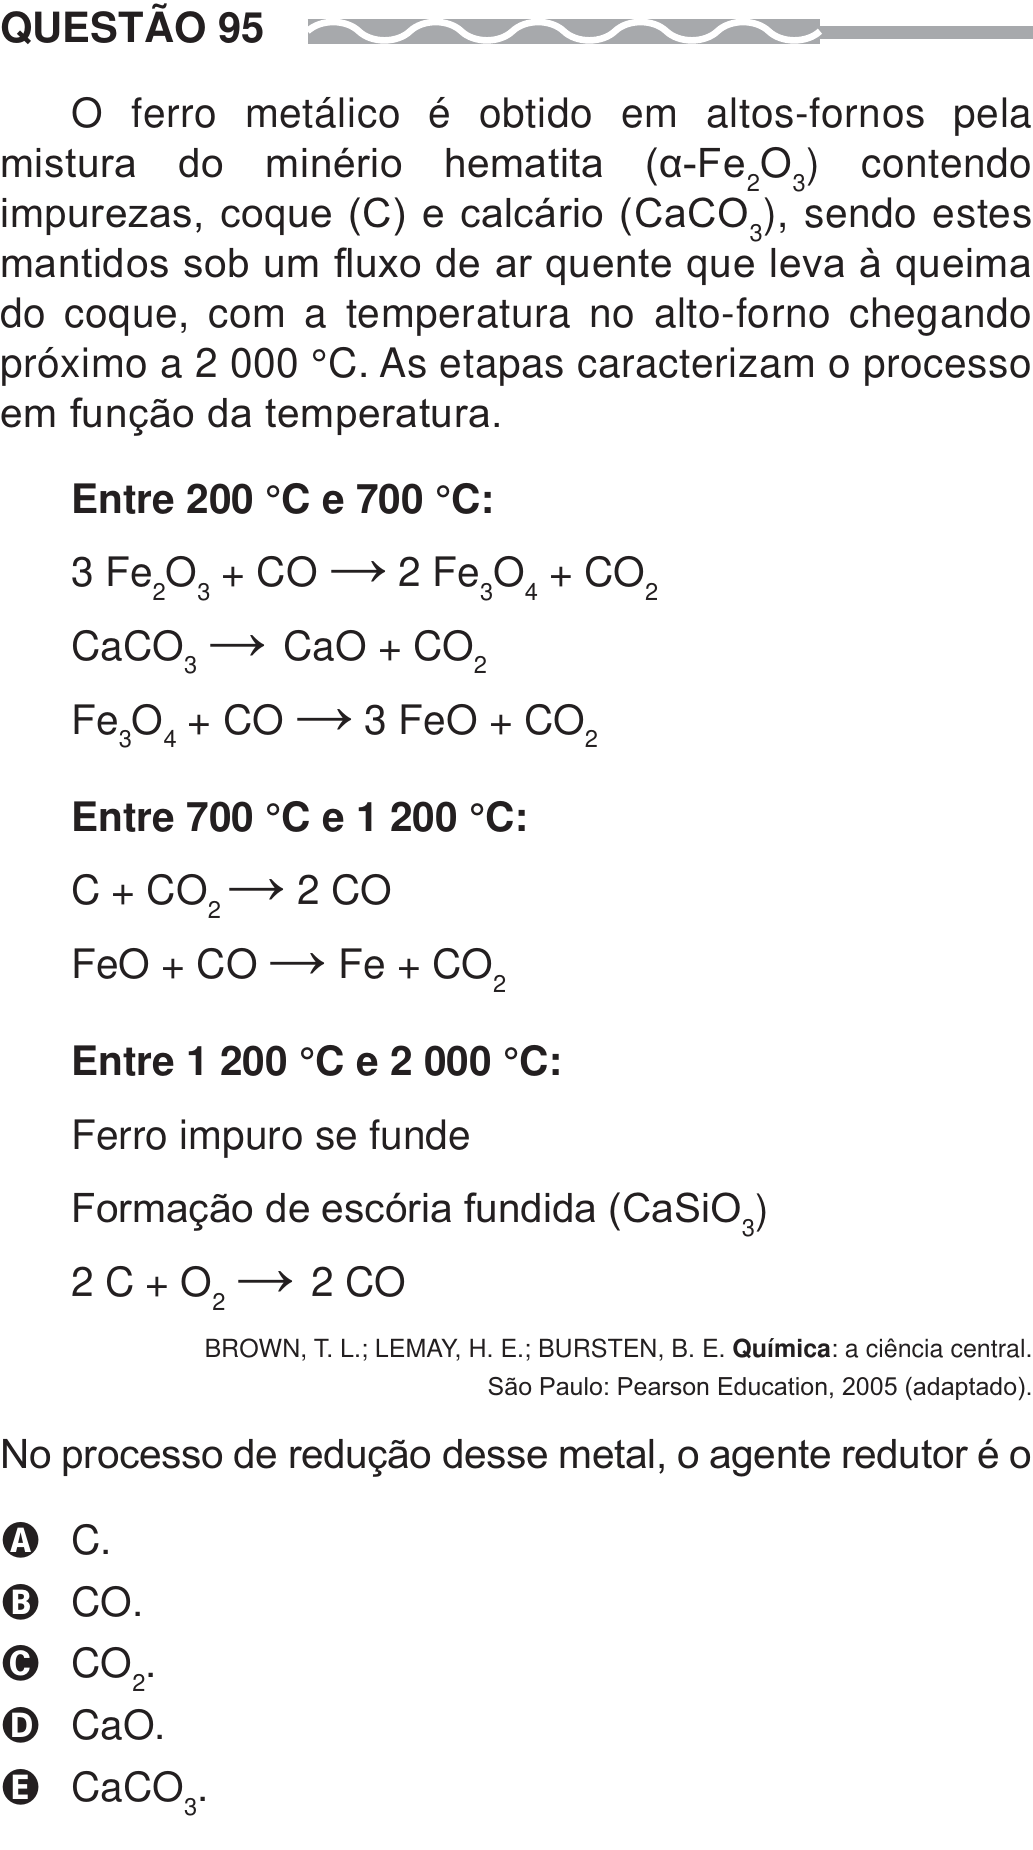 QUESTÃO 95
O ferro metálico é obtido em altos-fornos pela
mistura do minério hematita (α-Fe₂O₃) contendo
impurezas, coque (C) e calcário (CaCO₃), sendo estes
mantidos sob um fluxo de ar quente que leva à queima
do coque, com a temperatura no alto-forno chegando
próximo a 2 000 °C. As etapas caracterizam o processo
em função da temperatura.
Entre 200 °C e 700 °C:
3 Fe₂O₃ + CO ⟶ 2 Fe₃O₄ + CO₂
CaCO₃ ⟶ CaO + CO₂
Fe₃O₄ + CO ⟶ 3 FeO + CO₂
Entre 700 °C e 1 200 °C:
C + CO₂ ⟶ 2 CO
FeO + CO ⟶ Fe + CO₂
Entre 1 200 °C e 2 000 °C:
Ferro impuro se funde
Formação de escória fundida (CaSiO₃)
2 C + O₂ ⟶ 2 CO
BROWN, T. L.; LEMAY, H. E.; BURSTEN, B. E. Química: a ciência central.
São Paulo: Pearson Education, 2005 (adaptado).
No processo de redução desse metal, o agente redutor é o
A C.
B CO.
C CO₂.
D CaO.
E CaCO₃.